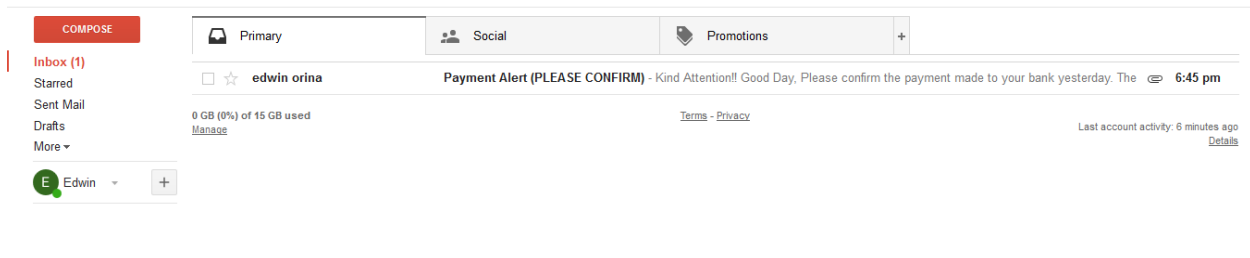 COMPOSE
Primary
Social
Promotions
+
Inbox (1)
edwin orina
Payment Alert (PLEASE CONFIRM) - Kind Attention!! Good Day, Please confirm the payment made to your bank yesterday. The
6:45 pm
Starred
Sent Mail
Drafts
More
0 GB (0%) of 15 GB used
Manage
Terms - Privacy
Last account activity: 6 minutes ago
Details
E
Edwin
+